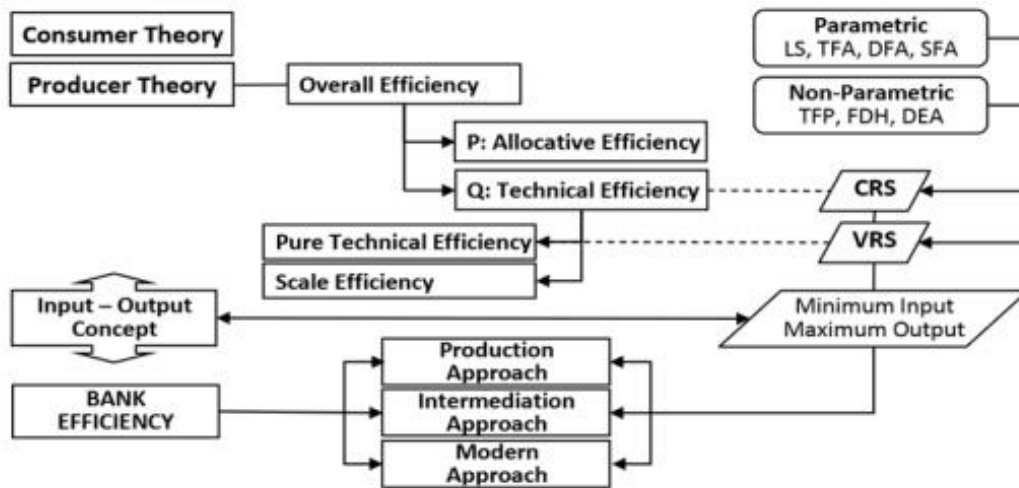 Consumer Theory
Producer Theory
Overall Efficiency
P: Allocative Efficiency
Q: Technical Efficiency
Pure Technical Efficiency
Scale Efficiency
Parametric
LS, TFA, DFA, SFA
Non-Parametric
TFP, FDH, DEA
CRS
VRS
Input – Output
Concept
Minimum Input
Maximum Output
BANK
EFFICIENCY
Production
Approach
Intermediation
Approach
Modern
Approach